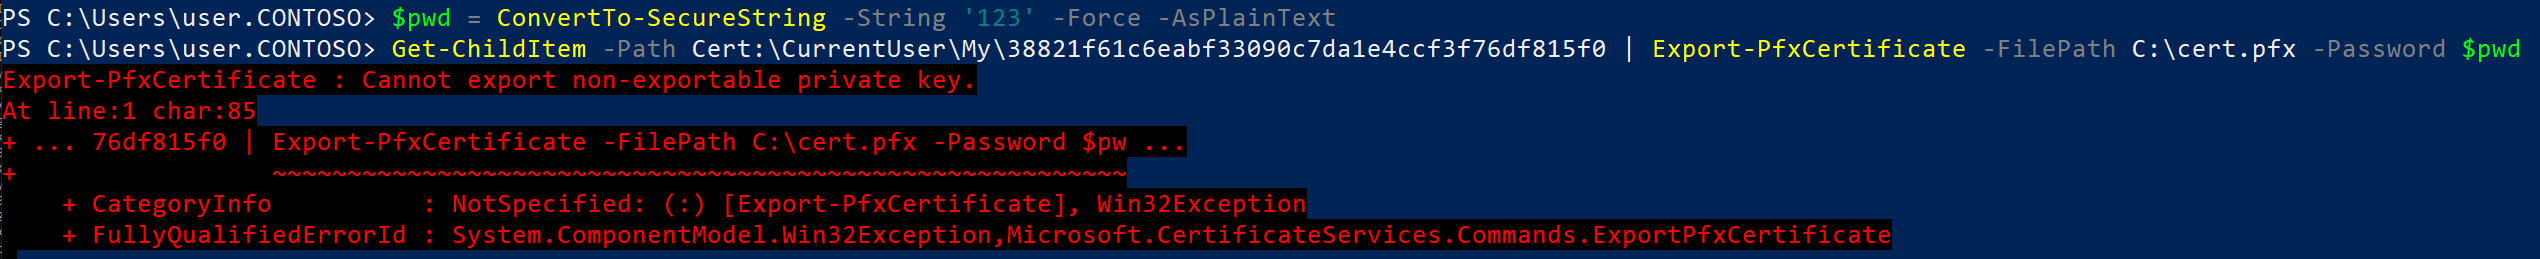 PS C:\Users\user.CONTOSO> $pwd = ConvertTo-SecureString -String '123' -Force -AsPlainText
PS C:\Users\user.CONTOSO> Get-ChildItem -Path Cert:\CurrentUser\My\38821f61c6eabf33090c7da1e4ccf3f76df815f0 | Export-PfxCertificate -FilePath C:\cert.pfx -Password $pwd
Export-PfxCertificate : Cannot export non-exportable private key.
At line:1 char:85
+ ... 76df815f0 | Export-PfxCertificate -FilePath C:\cert.pfx -Password $pw ...
+                 ~~~~~~~~~~~~~~~~~~~~~~~~~~~~~~~~~~~~~~~~~~~~~~~~~~~~~~~~~
    + CategoryInfo          : NotSpecified: (:) [Export-PfxCertificate], Win32Exception
    + FullyQualifiedErrorId : System.ComponentModel.Win32Exception,Microsoft.CertificateServices.Commands.ExportPfxCertificate